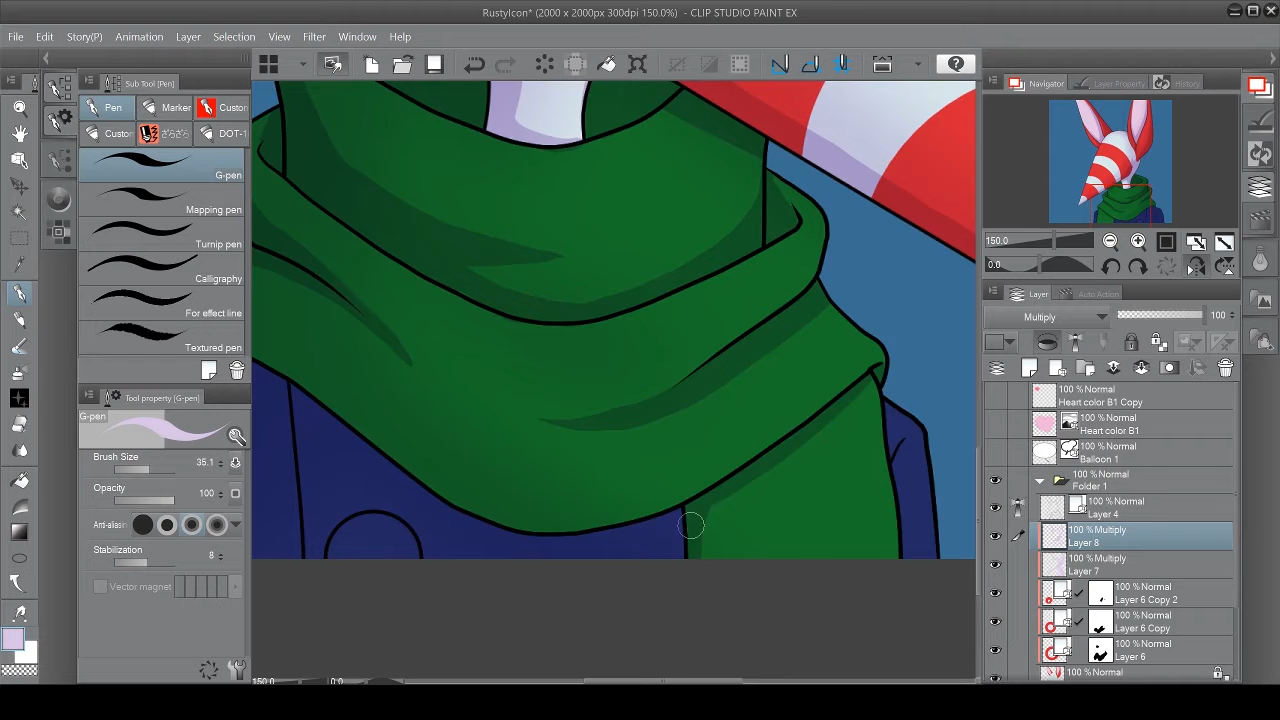 RustyIcon* (2000 x 2000px 300dpi 150.0%) - CLIP STUDIO PAINT EX
File Edit Story(P) Animation Layer Selection View Filter Window Help
Sub Tool [Pen]
Pen Marker Custor
Custor ざらざら DOT-1
G-pen
Mapping pen
Turnip pen
Calligraphy
For effect line
Textured pen
Tool property [G-pen]
G-pen
Brush Size 35.1
Opacity 100
Anti-aliasin
Stabilization 8
Vector magnet
150.0 0.0
Navigator Layer Property History
150.0
0.0
Layer Auto Action
Multiply 100
100 % Normal
Heart color B1 Copy
100 % Normal
Heart color B1
100 % Normal
Balloon 1
100 % Normal
Folder 1
100 % Normal
Layer 4
100 % Multiply
Layer 8
100 % Multiply
Layer 7
100 % Normal
Layer 6 Copy 2
100 % Normal
Layer 6 Copy
100 % Normal
Layer 6
100 % Normal